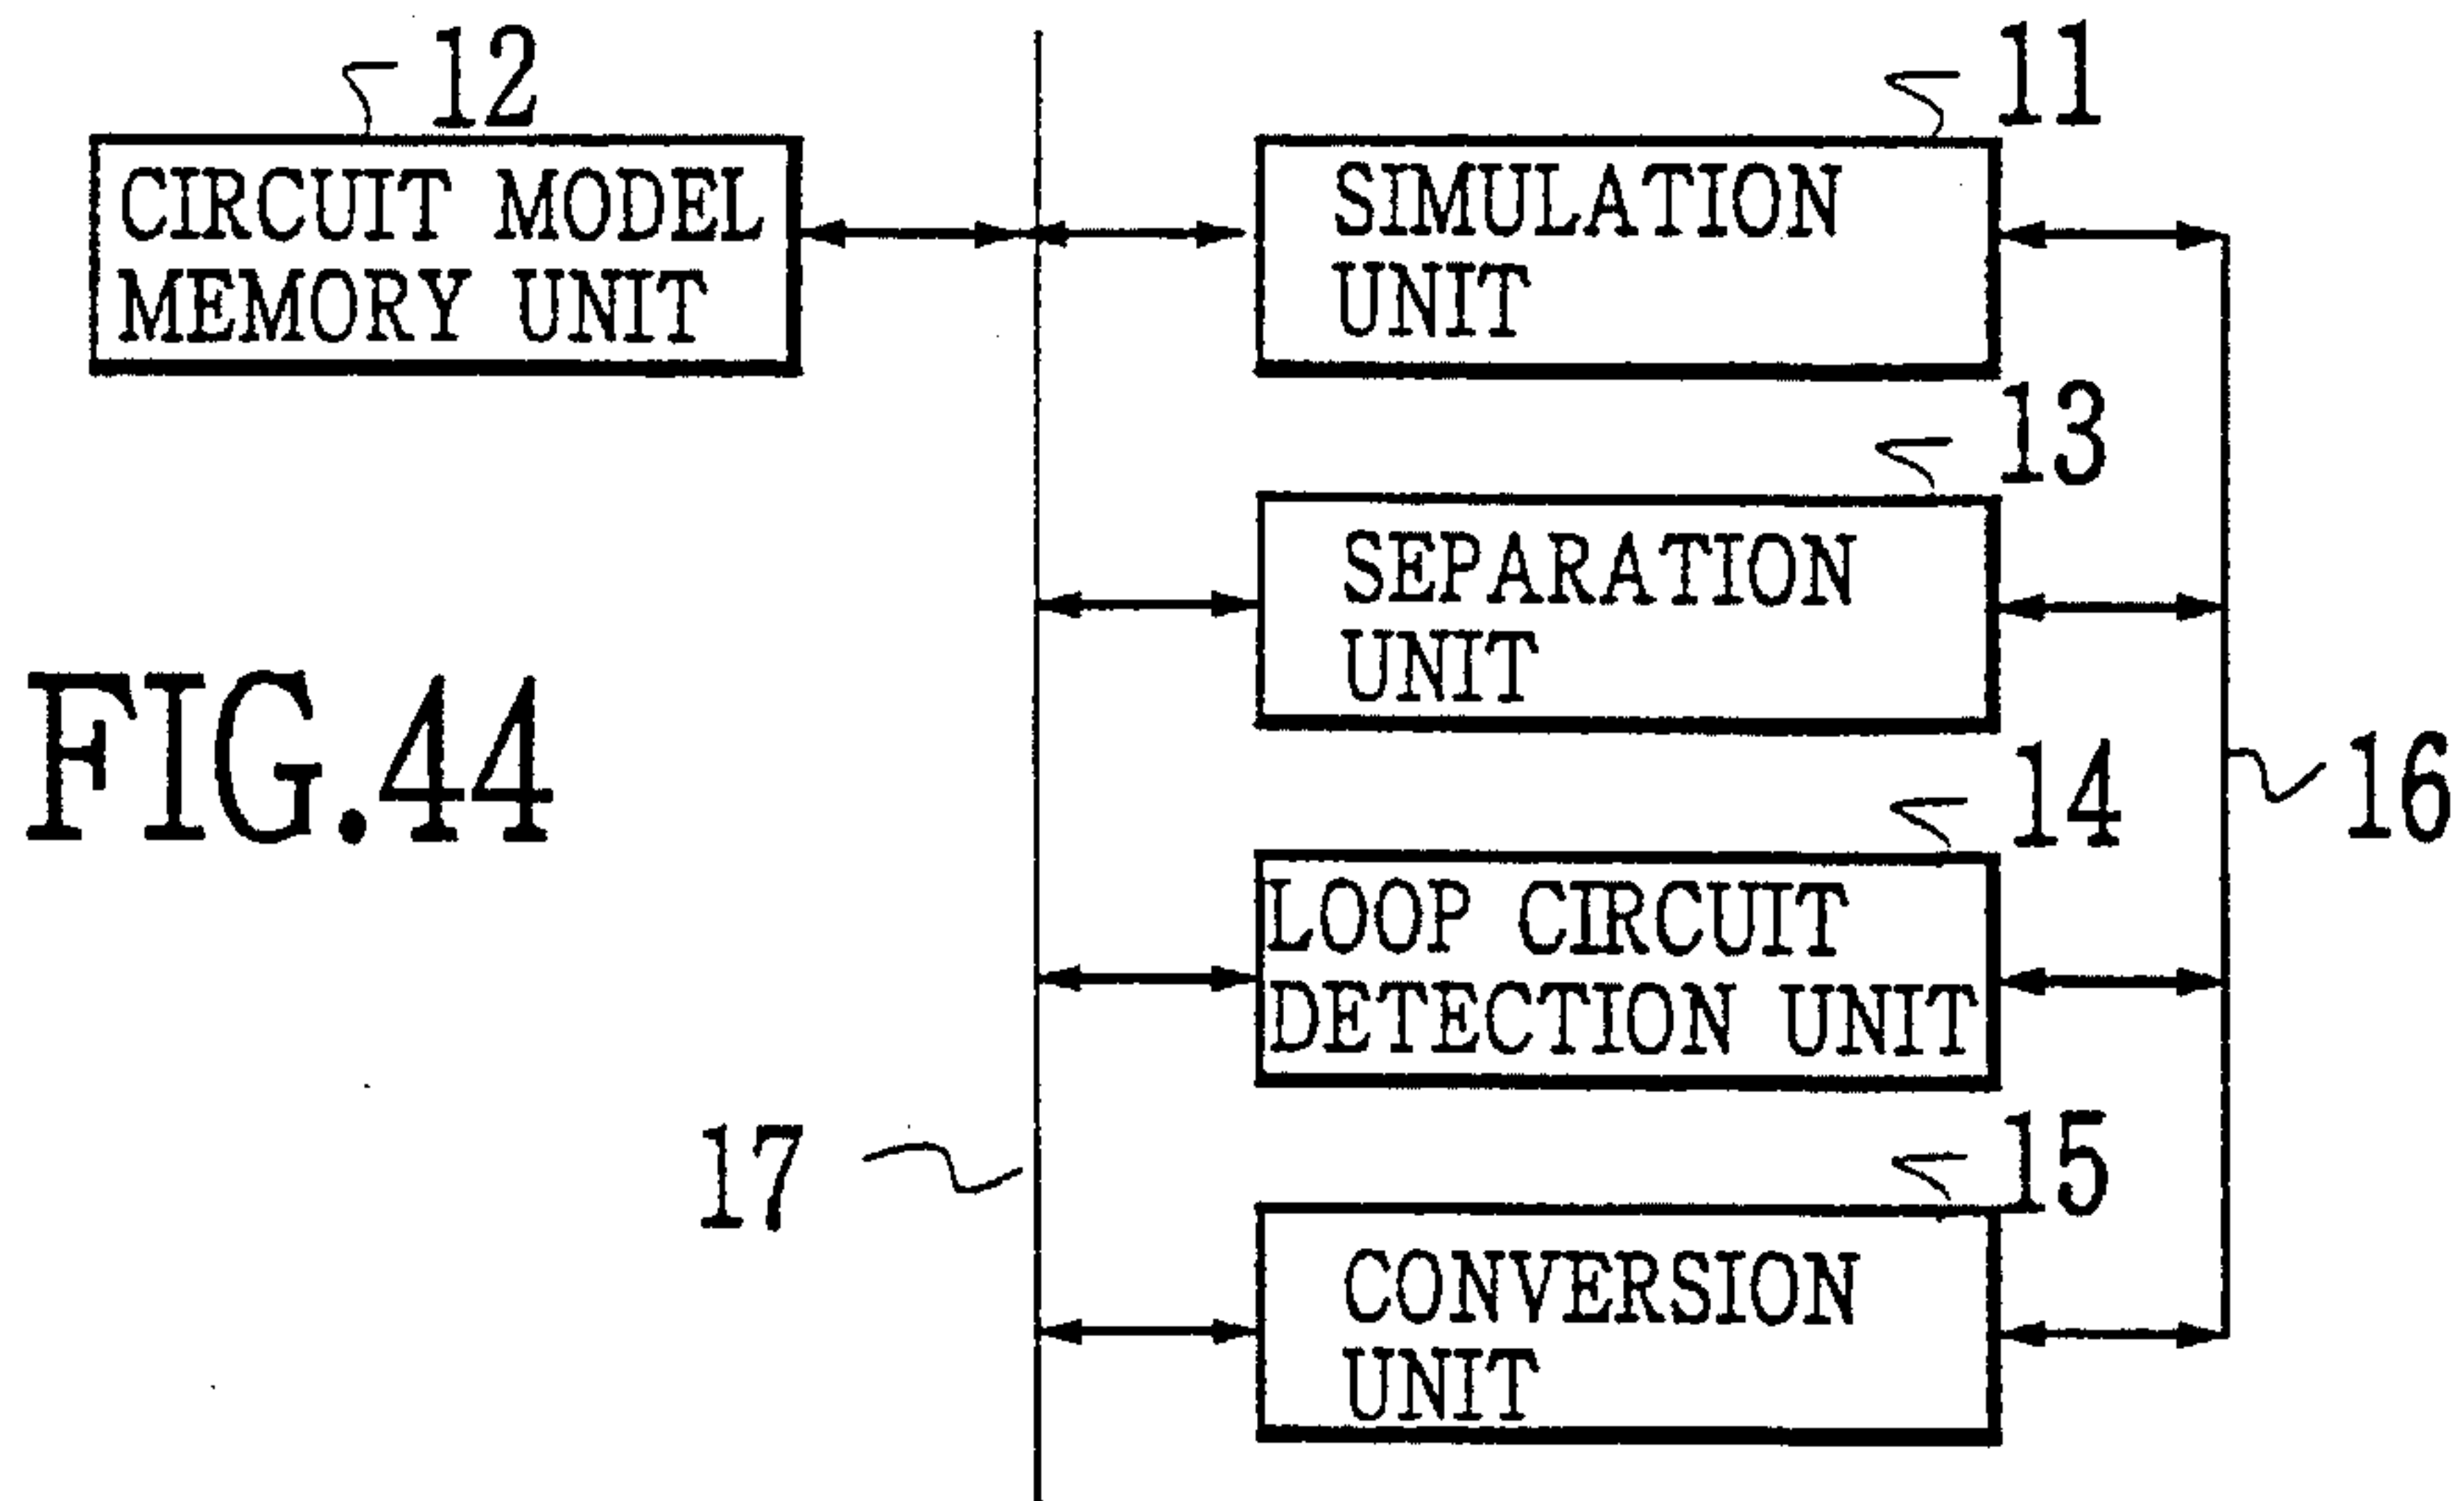 12
CIRCUIT MODEL
MEMORY UNIT
11
SIMULATION
UNIT
13
SEPARATION
UNIT
FIG.44
14
LOOP CIRCUIT
DETECTION UNIT
16
17
15
CONVERSION
UNIT